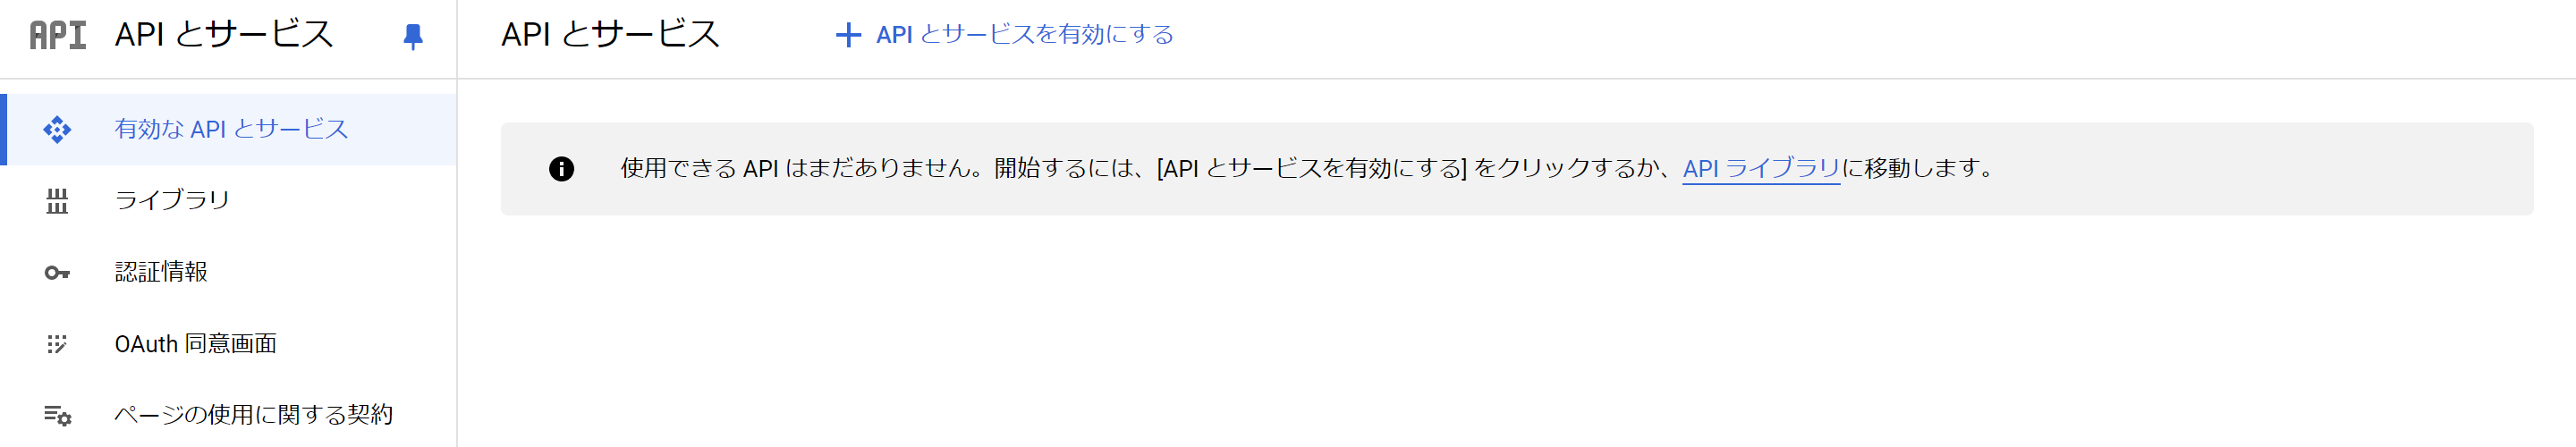 API
API とサービス
有効な API とサービス
ライブラリ
認証情報
OAuth 同意画面
ページの使用に関する契約
API とサービス
API とサービスを有効にする
使用できる API はまだありません。開始するには、[API とサービスを有効にする] をクリックするか、API ライブラリに移動します。